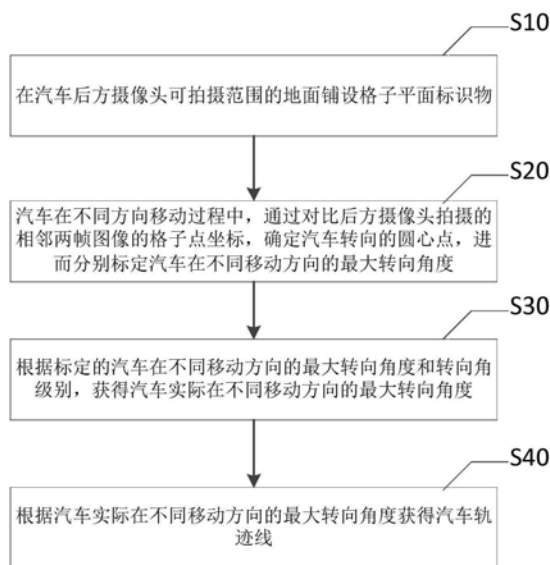 S10
在汽车后方摄像头可拍摄范围的地面铺设格子平面标识物
S20
汽车在不同方向移动过程中，通过对比后方摄像头拍摄的
相邻两帧图像的格子点坐标，确定汽车转向的圆心点，进
而分别标定汽车在不同移动方向的最大转向角度
S30
根据标定的汽车在不同移动方向的最大转向角度和转向角
级别，获得汽车实际在不同移动方向的最大转向角度
S40
根据汽车实际在不同移动方向的最大转向角度获得汽车轨
迹线